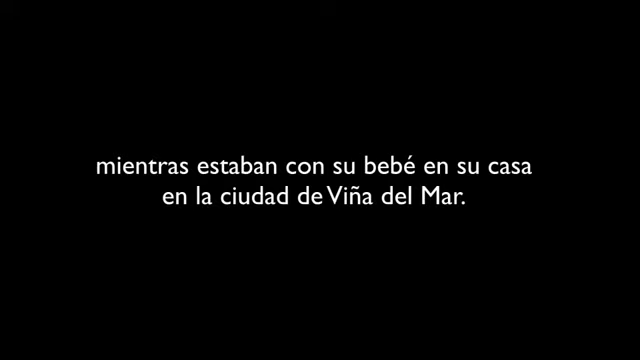 mientras estaban con su bebé en su casa
en la ciudad de Viña del Mar.